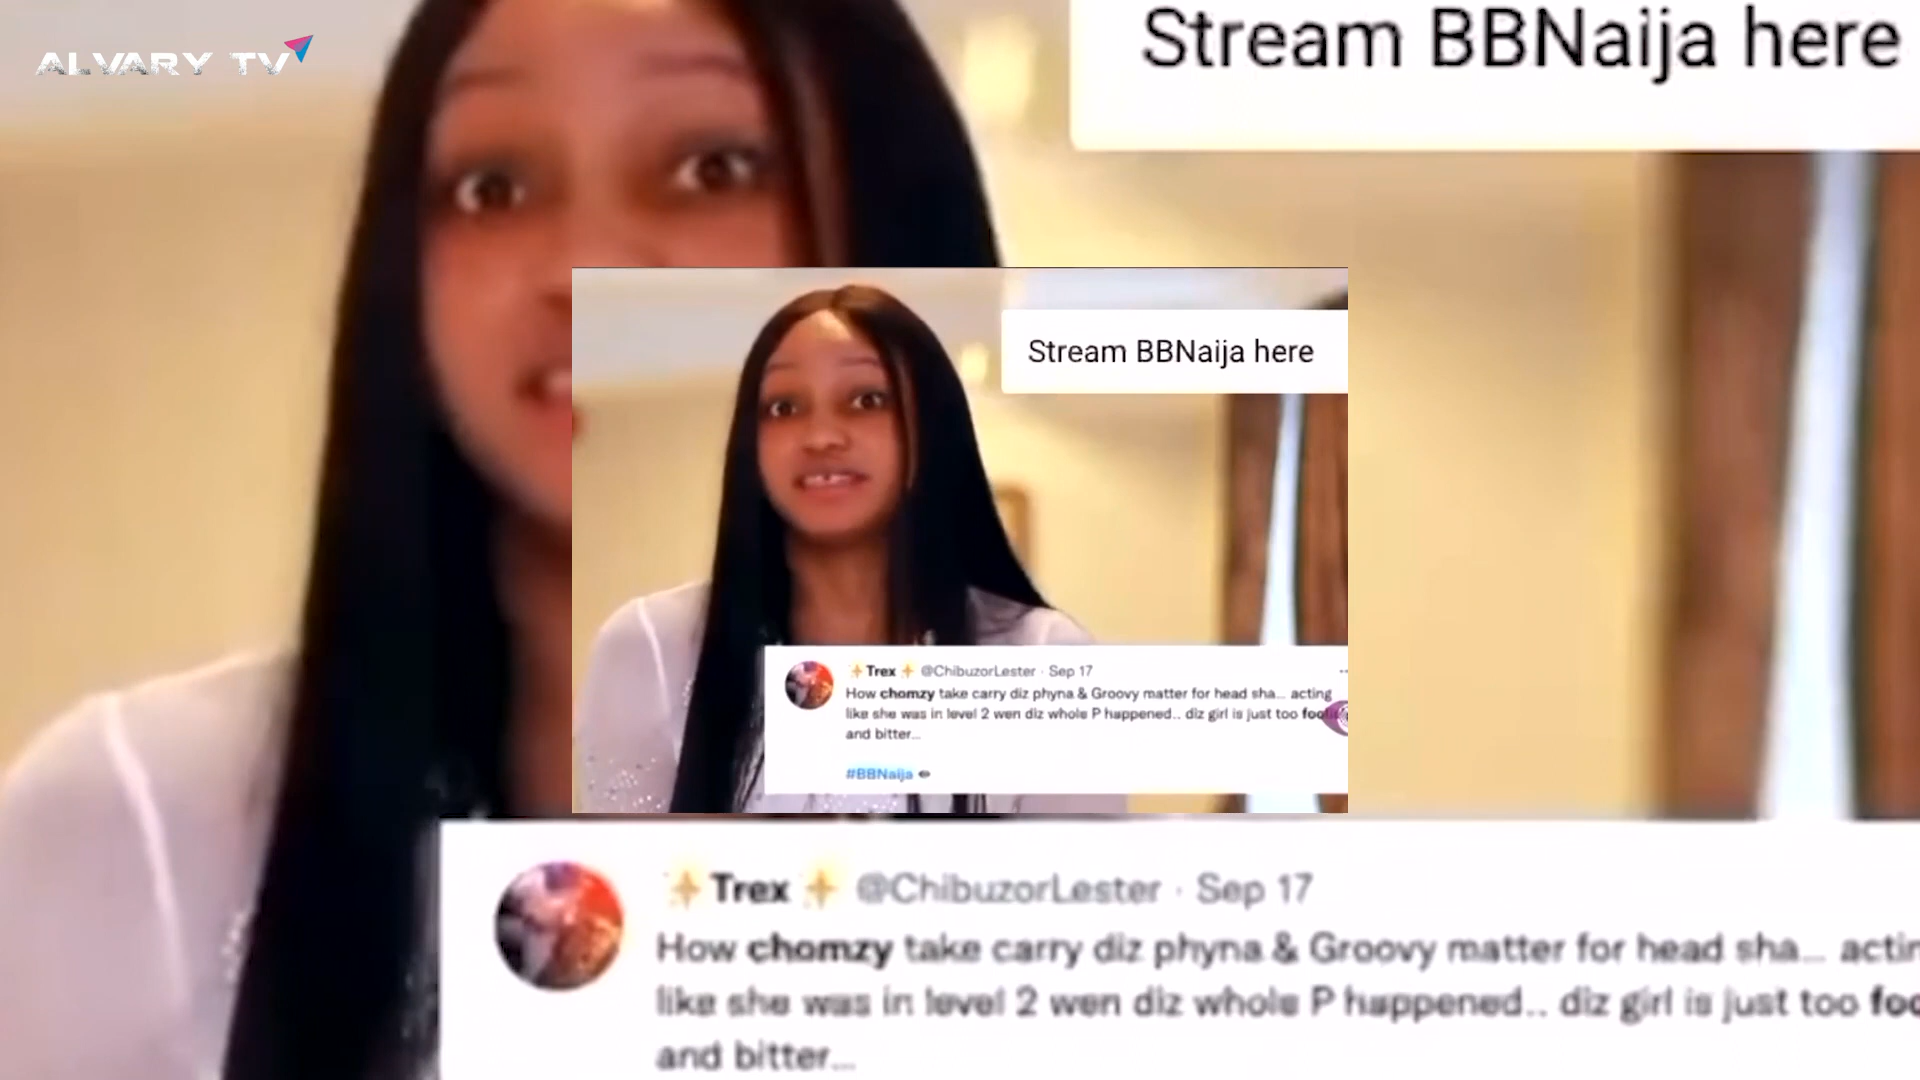 ALVARY TV
Stream BBNaija here
Stream BBNaija here
Trex @ChibuzorLester · Sep 17
How chomzy take carry diz phyna & Groovy matter for head sha... acting
like she was in level 2 wen diz whole P happened.. diz girl is just too
and bitter...
#BBNaija
Trex @ChibuzorLester · Sep 17
How chomzy take carry diz phyna & Groovy matter for head sha... actin
like she was in level 2 wen diz whole P happened.. diz girl is just too foo
and bitter...